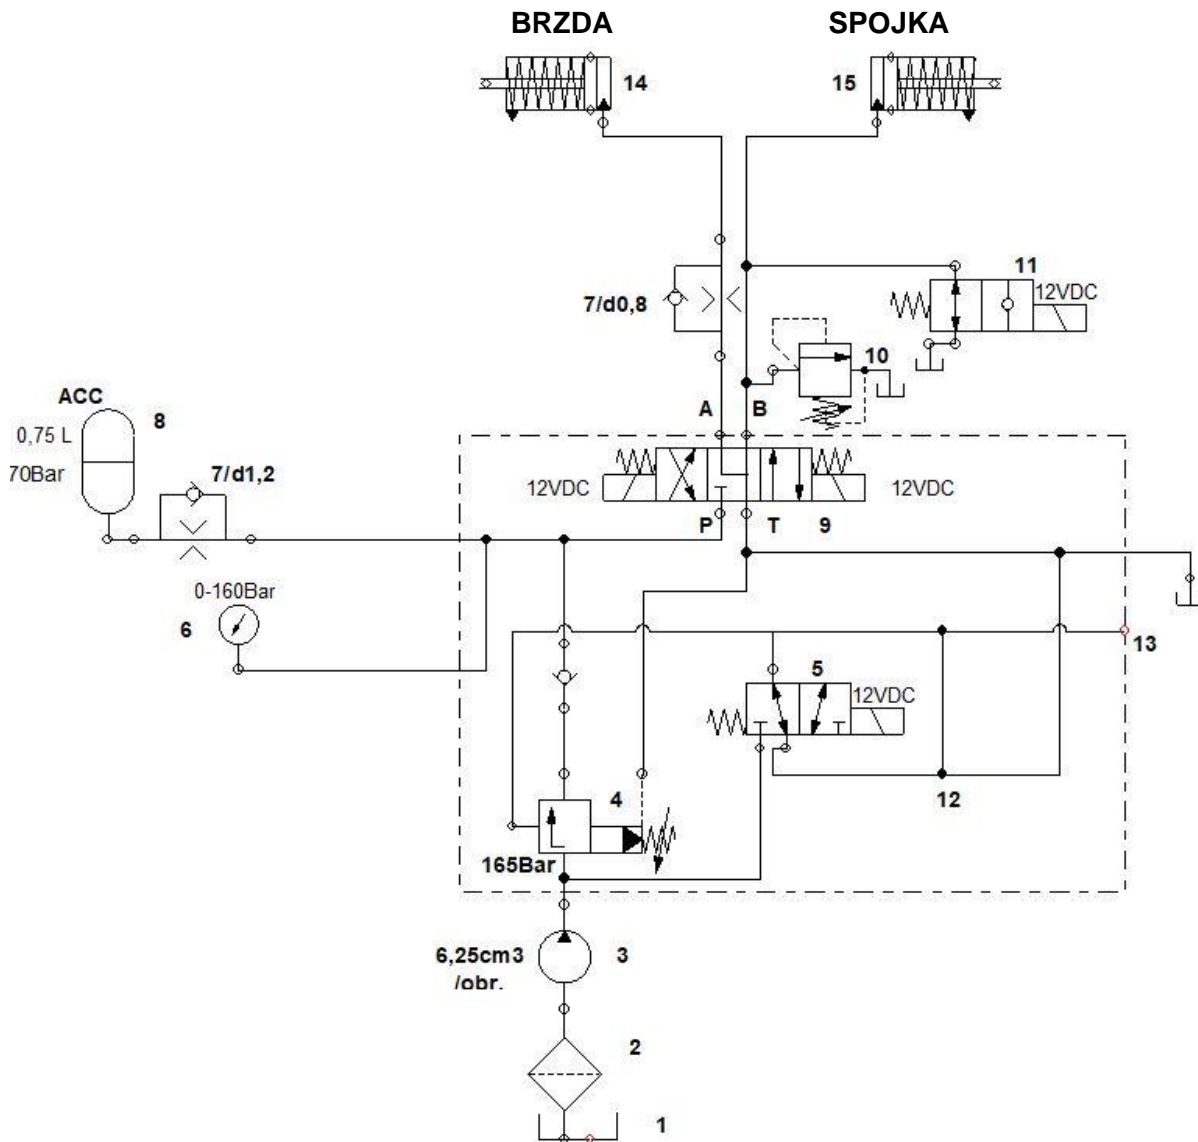 BRZDA
SPOJKA
14
15
11
12VDC
7/d0,8
10
ACC
8
0,75 L
70Bar
7/d1,2
A
B
12VDC
12VDC
P
T
9
0-160Bar
6
13
5
12VDC
4
12
165Bar
6,25cm3
/obr.
3
2
1